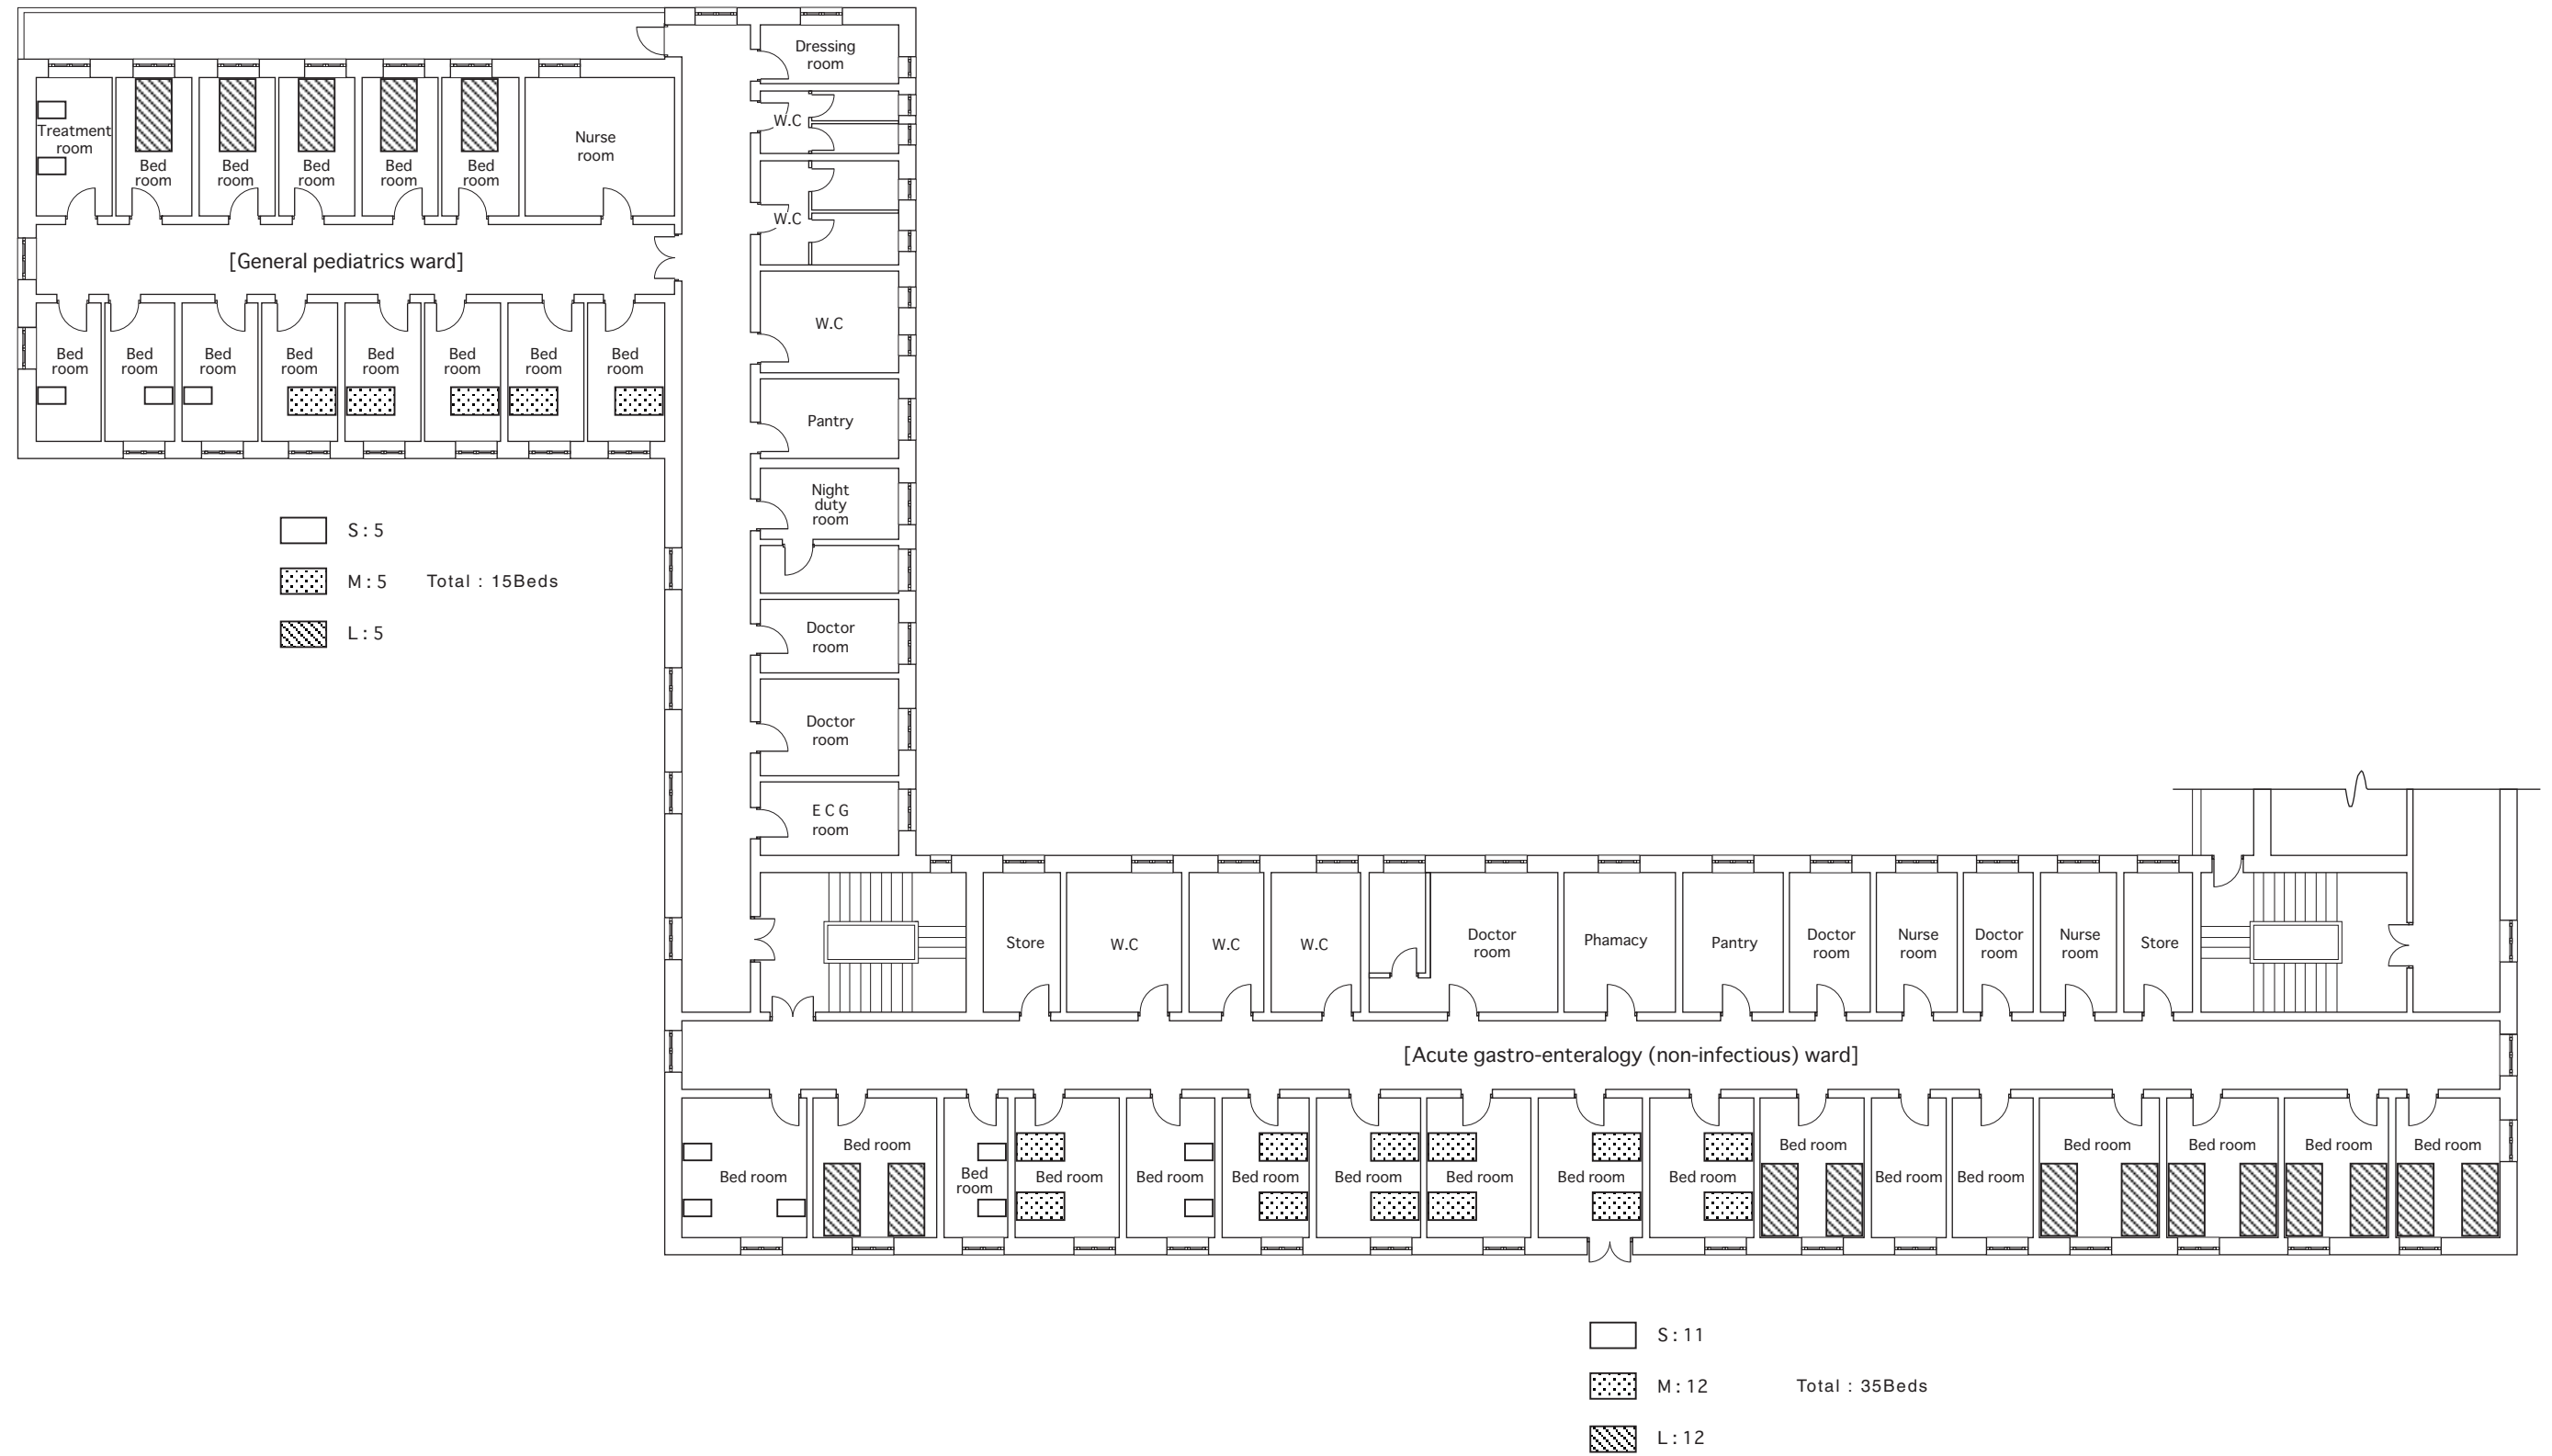 Dressing
room
W.C
Treatment
room
Bed
room
Bed
room
Bed
room
Bed
room
Bed
room
Nurse
room
W.C
[General pediatrics ward]
W.C
Bed
room
Bed
room
Bed
room
Bed
room
Bed
room
Bed
room
Bed
room
Bed
room
Pantry
Night
duty
room
S : 5
M : 5 Total : 15Beds
L : 5
Doctor
room
Doctor
room
E C G
room
Store
W.C
W.C
W.C
Doctor
room
Phamacy
Pantry
Doctor
room
Nurse
room
Doctor
room
Nurse
room
Store
[Acute gastro-enteralogy (non-infectious) ward]
Bed room
Bed room
Bed
room
Bed room
Bed room
Bed room
Bed room
Bed room
Bed room
Bed room
Bed room
Bed room
Bed room
Bed room
Bed room
Bed room
Bed room
S : 11
M : 12 Total : 35Beds
L : 12